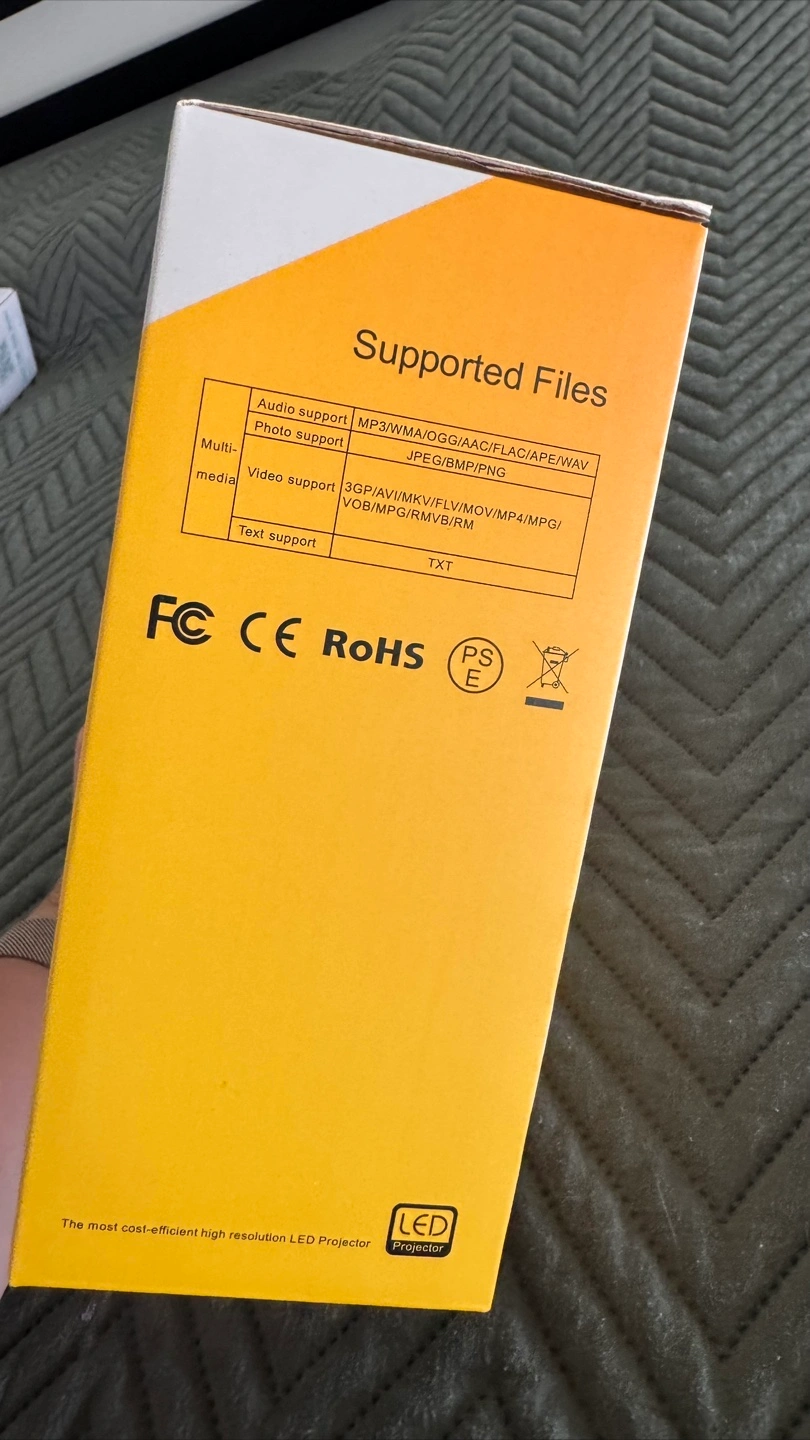 Supported Files
Multi-
media
Audio support
MP3/WMA/OGG/AAC/FLAC/APE/WAV
Photo support
JPEG/BMP/PNG
Video support
3GP/AVI/MKV/FLV/MOV/MP4/MPG/
VOB/MPG/RMVB/RM
Text support
TXT
FC CE RoHS PS
E
The most cost-efficient high resolution LED Projector
LED
Projector